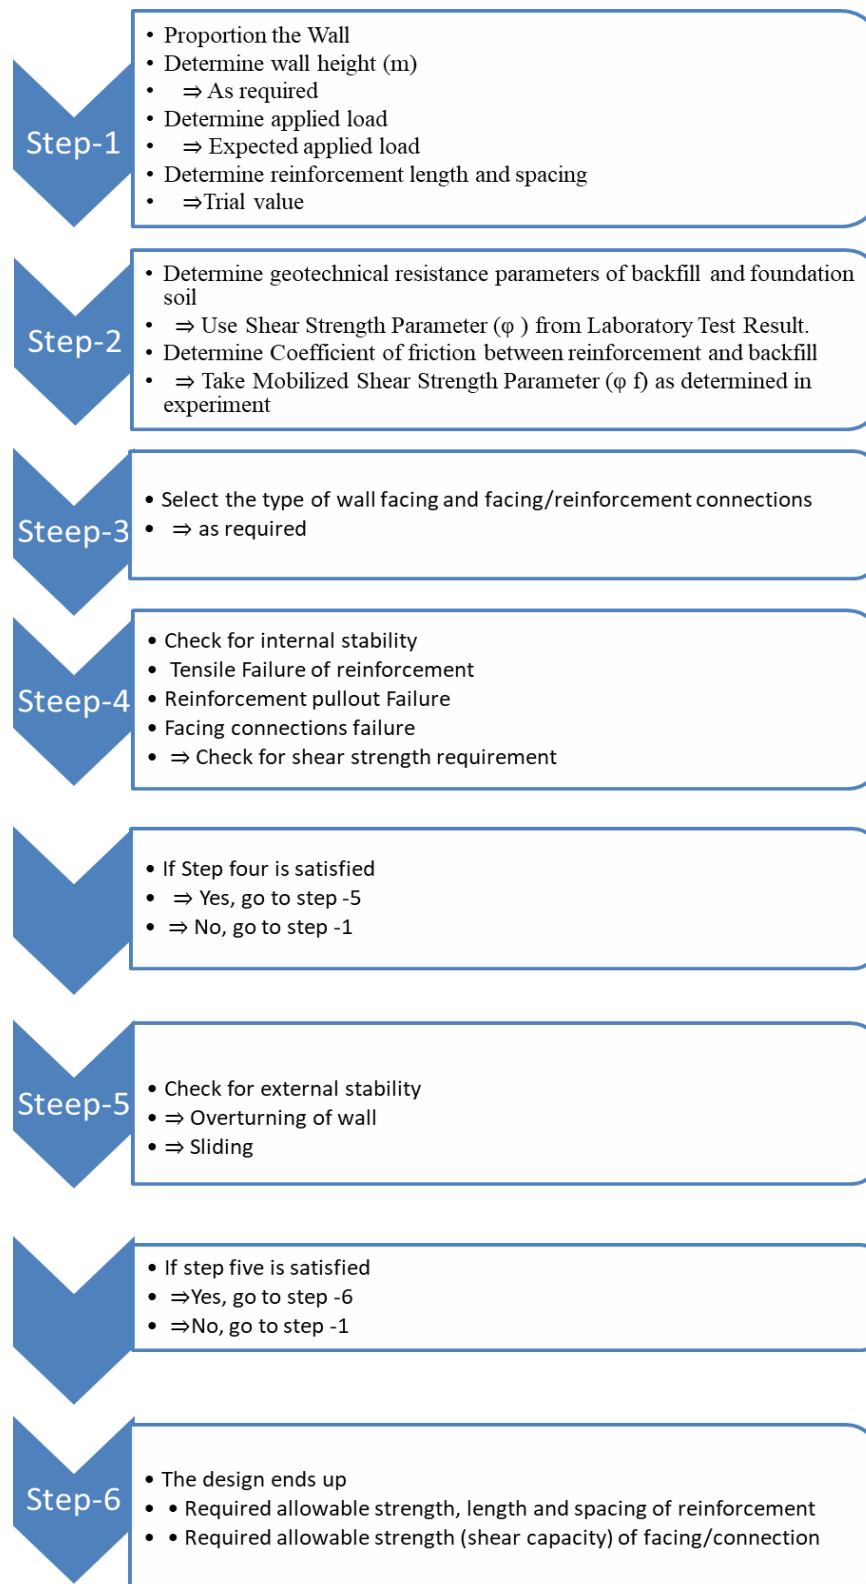 Step-1
• Proportion the Wall
• Determine wall height (m)
• ⇒ As required
• Determine applied load
• ⇒ Expected applied load
• Determine reinforcement length and spacing
• ⇒Trial value
Step-2
• Determine geotechnical resistance parameters of backfill and foundation
soil
• ⇒ Use Shear Strength Parameter (φ ) from Laboratory Test Result.
• Determine Coefficient of friction between reinforcement and backfill
• ⇒ Take Mobilized Shear Strength Parameter (φ f) as determined in
experiment
Steep-3
• Select the type of wall facing and facing/reinforcement connections
• ⇒ as required
Steep-4
• Check for internal stability
• Tensile Failure of reinforcement
• Reinforcement pullout Failure
• Facing connections failure
• ⇒ Check for shear strength requirement
• If Step four is satisfied
• ⇒ Yes, go to step -5
• ⇒ No, go to step -1
Steep-5
• Check for external stability
• ⇒ Overturning of wall
• ⇒ Sliding
• If step five is satisfied
• ⇒Yes, go to step -6
• ⇒No, go to step -1
Step-6
• The design ends up
• • Required allowable strength, length and spacing of reinforcement
• • Required allowable strength (shear capacity) of facing/connection